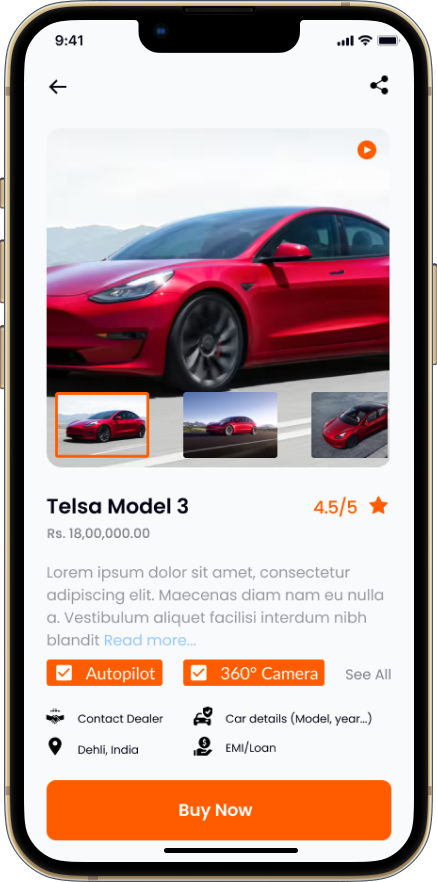 9:41
Telsa Model 3
4.5/5
Rs. 18,00,000.00
Lorem ipsum dolor sit amet, consectetur
adipiscing elit. Maecenas diam nam eu nulla
a. Vestibulum aliquet facilisi interdum nibh
blandit Read more...
Autopilot
360° Camera
See All
Contact Dealer
Car details (Model, year...)
Dehli, India
EMI/Loan
Buy Now